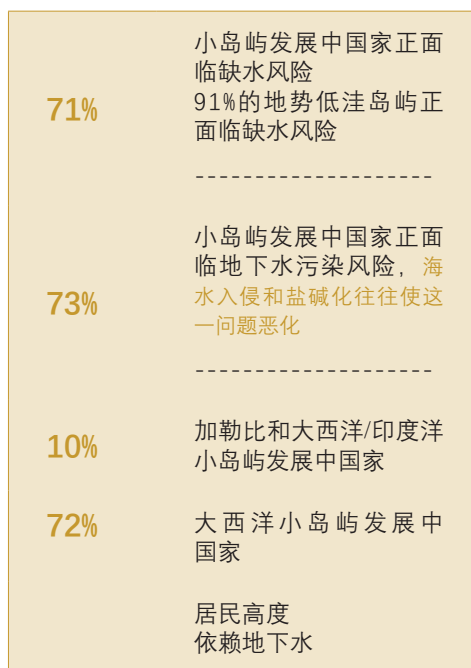 71%
小岛屿发展中国家正面
临缺水风险
91%的地势低洼岛屿正
面临缺水风险
--------------------
73%
小岛屿发展中国家正面
临地下水污染风险，海
水入侵和盐碱化往往使这
一问题恶化
--------------------
10%
加勒比和大西洋/印度洋
小岛屿发展中国家
72%
大西洋小岛屿发展中
国家
居民高度
依赖地下水